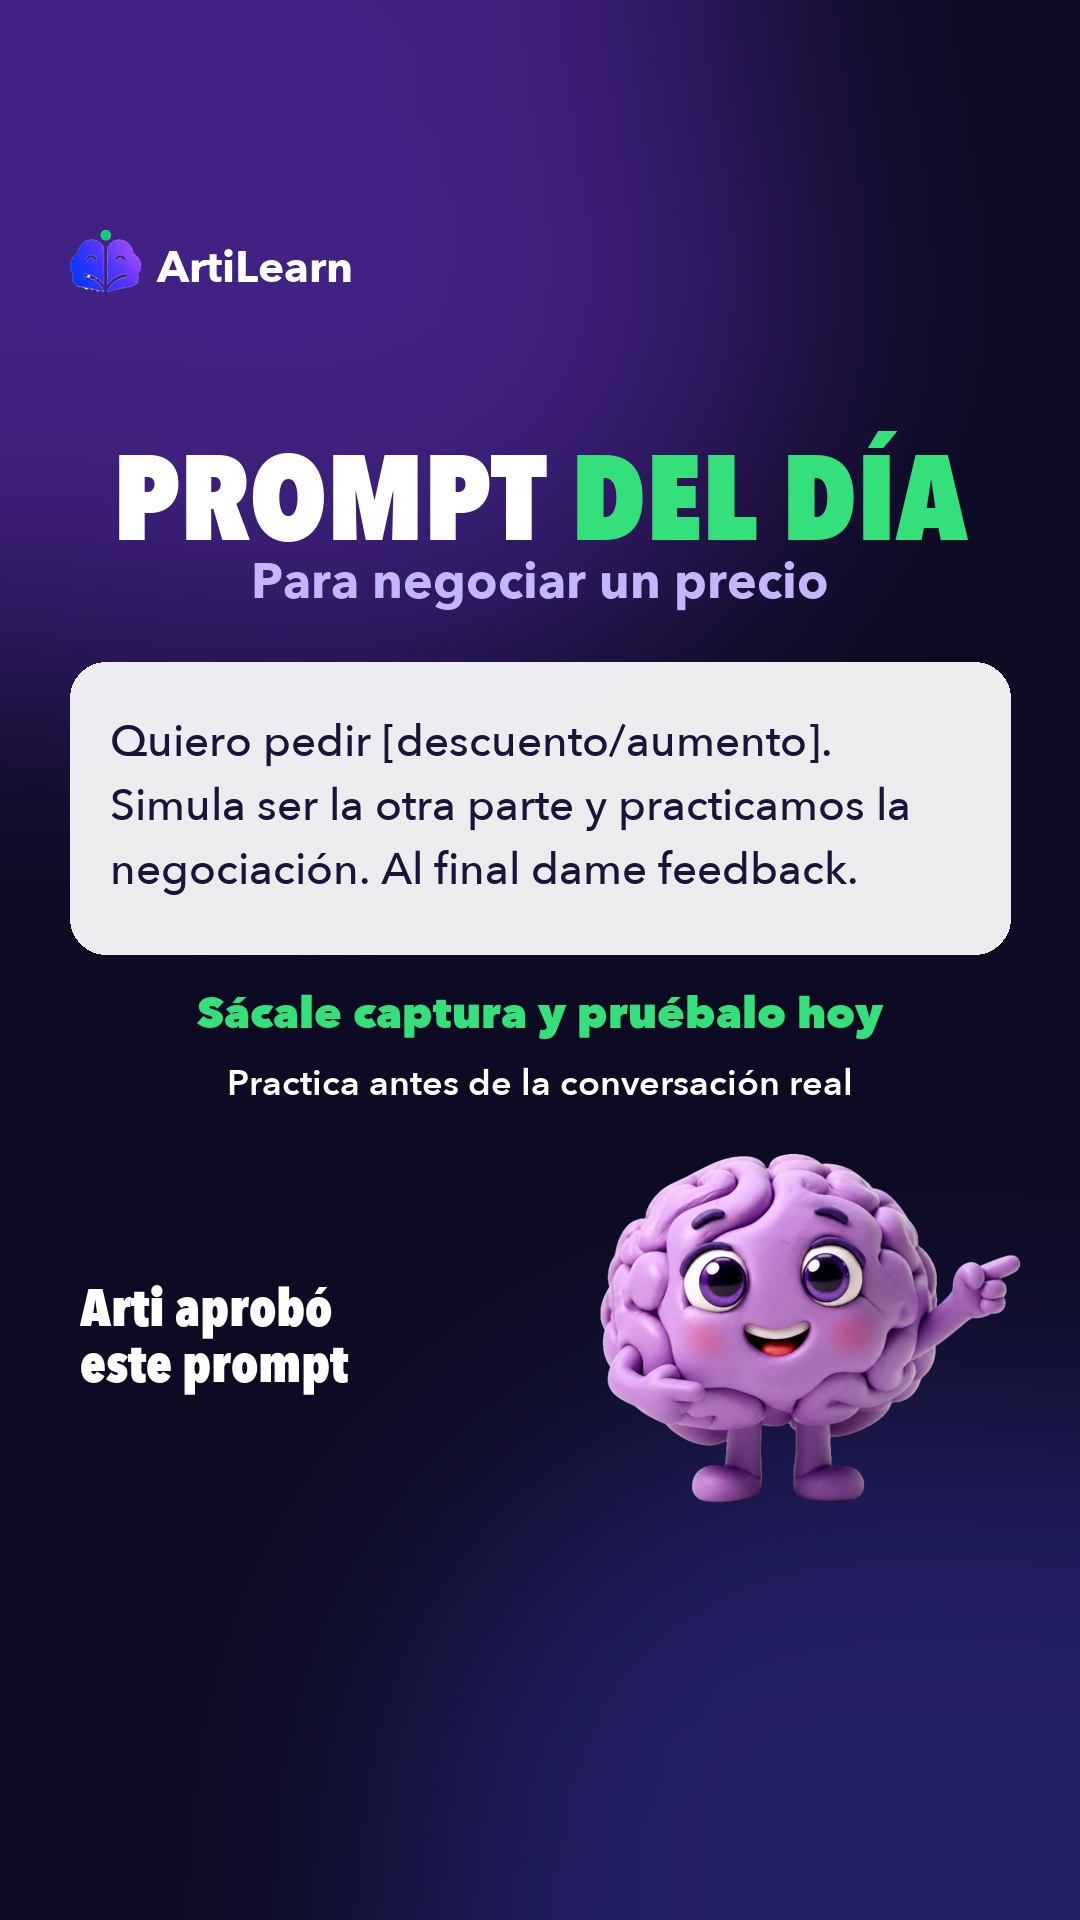 ArtiLearn
PROMPT DEL DÍA
Para negociar un precio
Quiero pedir [descuento/aumento].
Simula ser la otra parte y practicamos la
negociación. Al final dame feedback.
Sácale captura y pruébalo hoy
Practica antes de la conversación real
Arti aprobó
este prompt